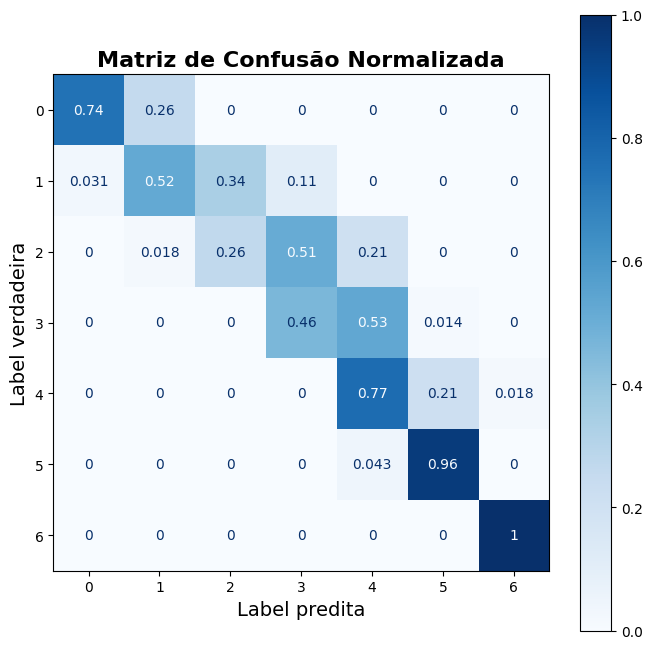 Matriz de Confusão Normalizada
1.0
0 0.74 0.26 0 0 0 0 0
1 0.031 0.52 0.34 0.11 0 0 0
0.8
2 0 0.018 0.26 0.51 0.21 0 0
0.6
3 0 0 0 0.46 0.53 0.014 0
Label verdadeira
4 0 0 0 0 0.77 0.21 0.018
0.4
5 0 0 0 0 0.043 0.96 0
0.2
6 0 0 0 0 0 0 1
0 1 2 3 4 5 6
Label predita
0.0